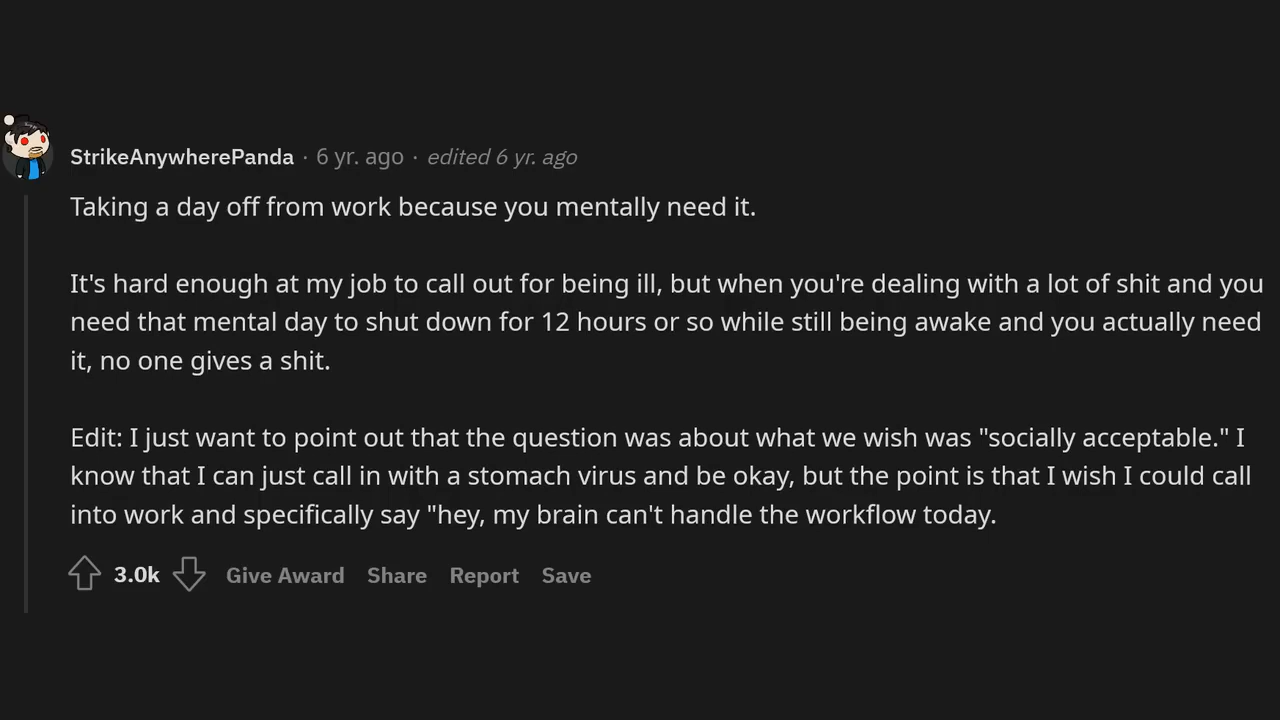 StrikeAnywherePanda · 6 yr. ago · edited 6 yr. ago
Taking a day off from work because you mentally need it.
It's hard enough at my job to call out for being ill, but when you're dealing with a lot of shit and you
need that mental day to shut down for 12 hours or so while still being awake and you actually need
it, no one gives a shit.
Edit: I just want to point out that the question was about what we wish was "socially acceptable." I
know that I can just call in with a stomach virus and be okay, but the point is that I wish I could call
into work and specifically say "hey, my brain can't handle the workflow today.
3.0k Give Award Share Report Save